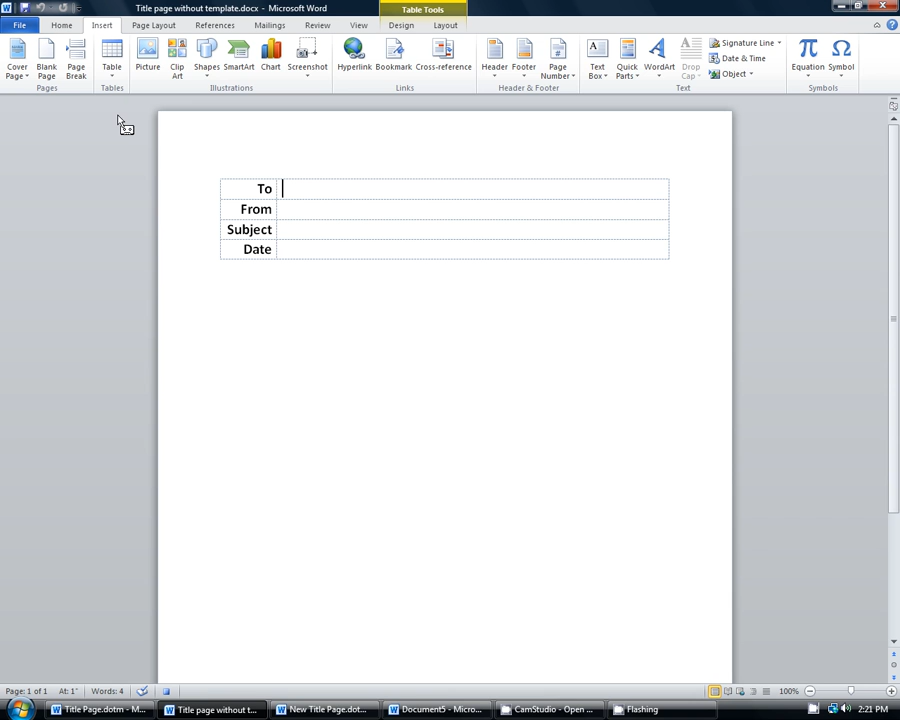 Title page without template.docx - Microsoft Word
Table Tools
File Home Insert Page Layout References Mailings Review View Design Layout
Cover Page Blank Page Page Break
Table
Picture Clip Art Shapes SmartArt Chart Screenshot
Hyperlink Bookmark Cross-reference
Header Footer Page Number
Text Box Quick Parts WordArt Drop Cap
Signature Line
Date & Time
Object
Equation Symbol
Pages Tables Illustrations Links Header & Footer Text Symbols
To
From
Subject
Date
Page: 1 of 1 At: 1" Words: 4 100%
Title Page.dotm - M... Title page without t... New Title Page.dot... Document5 - Micro... CamStudio - Open ... Flashing 2:21 PM